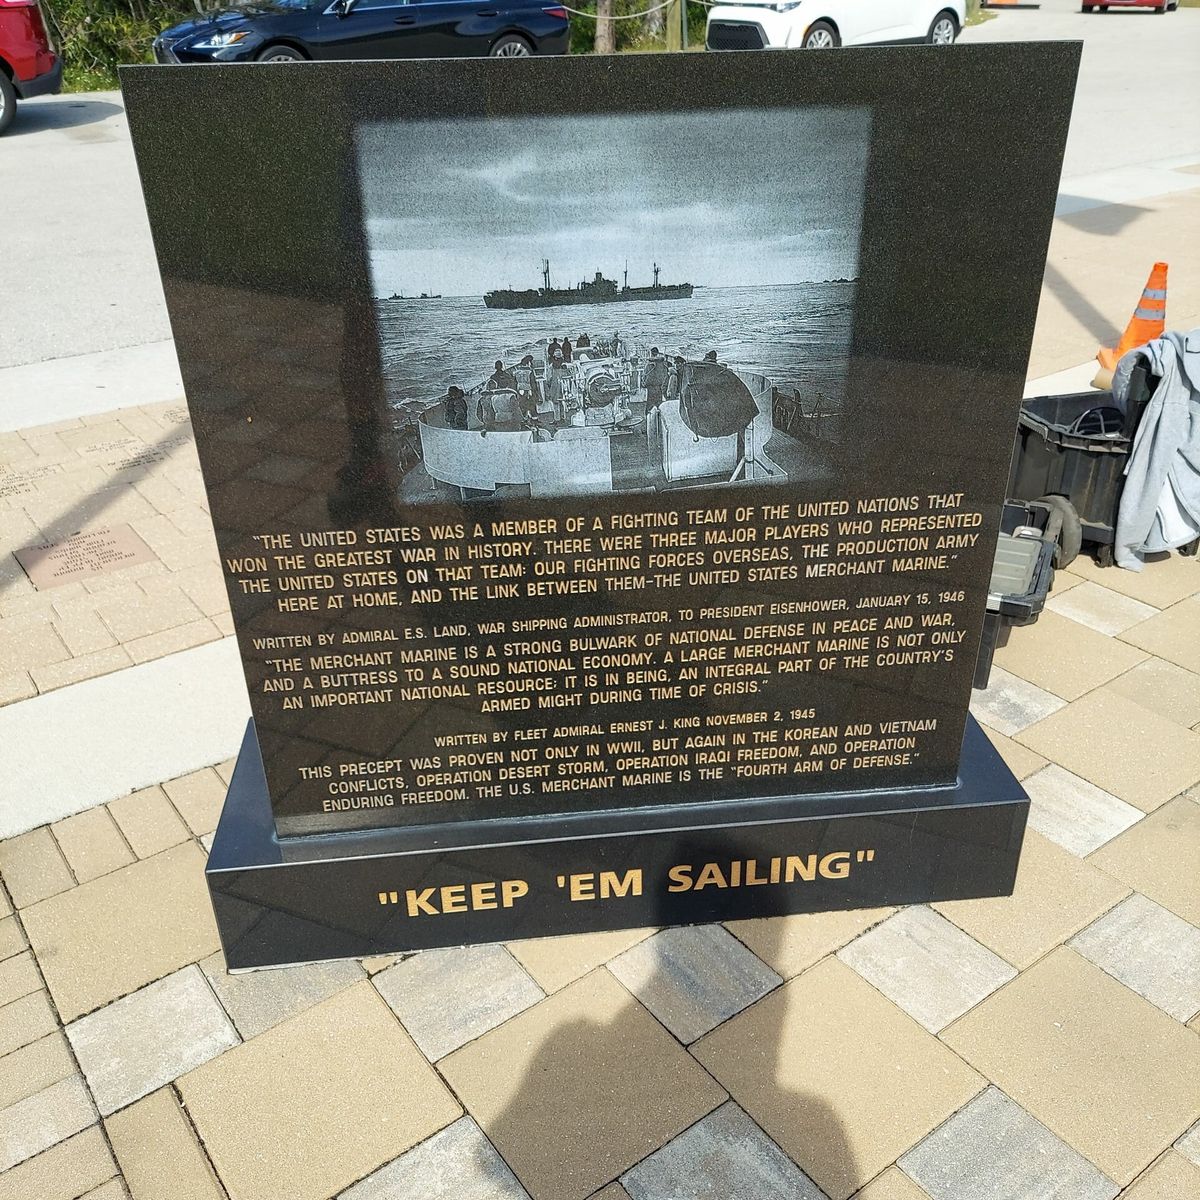 "THE UNITED STATES WAS A MEMBER OF A FIGHTING TEAM OF THE UNITED NATIONS THAT
WON THE GREATEST WAR IN HISTORY. THERE WERE THREE MAJOR PLAYERS WHO REPRESENTED
THE UNITED STATES ON THAT TEAM: OUR FIGHTING FORCES OVERSEAS, THE PRODUCTION ARMY
HERE AT HOME, AND THE LINK BETWEEN THEM-THE UNITED STATES MERCHANT MARINE."
WRITTEN BY ADMIRAL E.S. LAND, WAR SHIPPING ADMINISTRATOR, TO PRESIDENT EISENHOWER, JANUARY 15, 1946
"THE MERCHANT MARINE IS A STRONG BULWARK OF NATIONAL DEFENSE IN PEACE AND WAR,
AND A BUTTRESS TO A SOUND NATIONAL ECONOMY. A LARGE MERCHANT MARINE IS NOT ONLY
AN IMPORTANT NATIONAL RESOURCE; IT IS IN BEING, AN INTEGRAL PART OF THE COUNTRY'S
ARMED MIGHT DURING TIME OF CRISIS."
WRITTEN BY FLEET ADMIRAL ERNEST J. KING NOVEMBER 2, 1945
THIS PRECEPT WAS PROVEN NOT ONLY IN WWII, BUT AGAIN IN THE KOREAN AND VIETNAM
CONFLICTS, OPERATION DESERT STORM, OPERATION IRAQI FREEDOM, AND OPERATION
ENDURING FREEDOM. THE U.S. MERCHANT MARINE IS THE "FOURTH ARM OF DEFENSE."
"KEEP 'EM SAILING"